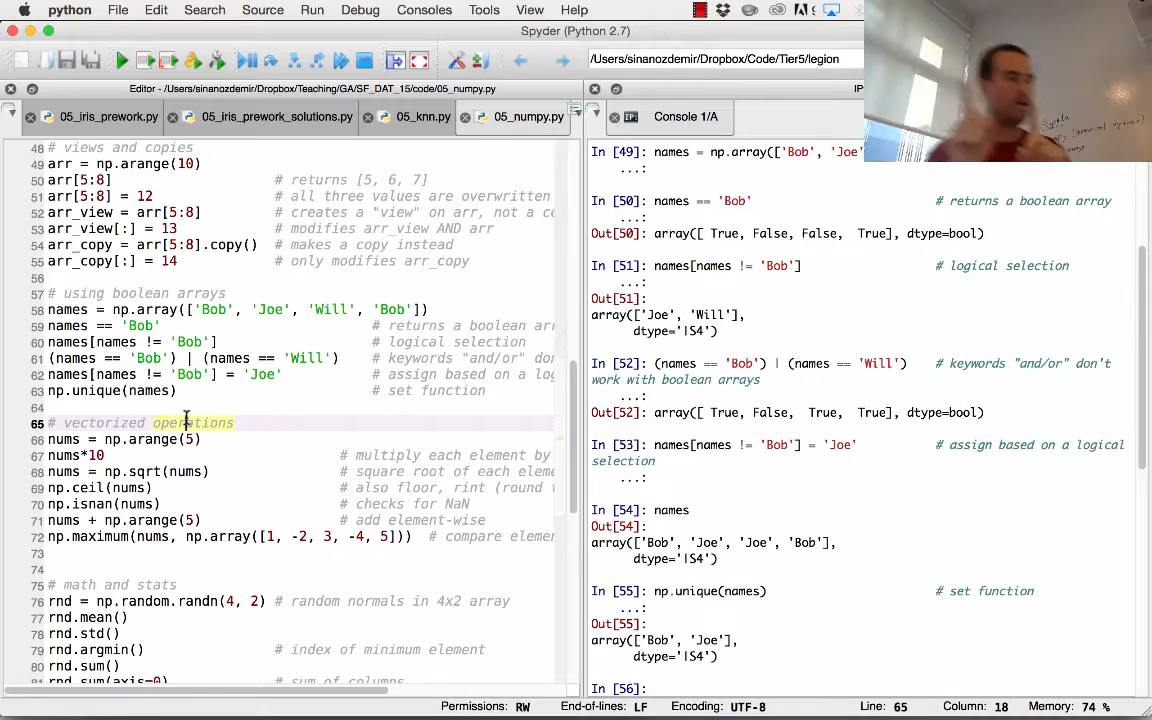 python File Edit Search Source Run Debug Consoles Tools View Help
Spyder (Python 2.7)
/Users/sinanozdemir/Dropbox/Code/Tier5/legion
Editor - /Users/sinanozdemir/Dropbox/Teaching/GA/SF_DAT_15/code/05_numpy.py
05_iris_prework.py 05_iris_prework_solutions.py 05_knn.py 05_numpy.py
48 # views and copies
49 arr = np.arange(10)
50 arr[5:8] # returns [5, 6, 7]
51 arr[5:8] = 12 # all three values are overwritten
52 arr_view = arr[5:8] # creates a "view" on arr, not a co
53 arr_view[:] = 13 # modifies arr_view AND arr
54 arr_copy = arr[5:8].copy() # makes a copy instead
55 arr_copy[:] = 14 # only modifies arr_copy
56
57 # using boolean arrays
58 names = np.array(['Bob', 'Joe', 'Will', 'Bob'])
59 names == 'Bob' # returns a boolean arr
60 names[names != 'Bob'] # logical selection
61 (names == 'Bob') | (names == 'Will') # keywords "and/or" don'
62 names[names != 'Bob'] = 'Joe' # assign based on a log
63 np.unique(names) # set function
64
65 # vectorized operations
66 nums = np.arange(5)
67 nums*10 # multiply each element by
68 nums = np.sqrt(nums) # square root of each eleme
69 np.ceil(nums) # also floor, rint (round t
70 np.isnan(nums) # checks for NaN
71 nums + np.arange(5) # add element-wise
72 np.maximum(nums, np.array([1, -2, 3, -4, 5])) # compare elemen
73
74
75 # math and stats
76 rnd = np.random.randn(4, 2) # random normals in 4x2 array
77 rnd.mean()
78 rnd.std()
79 rnd.argmin() # index of minimum element
80 rnd.sum()
81 rnd.sum(axis=0) # sum of columns
IP
Console 1/A
In [49]: names = np.array(['Bob', 'Joe'
...:
In [50]: names == 'Bob' # returns a boolean array
...:
Out[50]: array([ True, False, False, True], dtype=bool)
In [51]: names[names != 'Bob'] # logical selection
...:
Out[51]:
array(['Joe', 'Will'],
dtype='|S4')
In [52]: (names == 'Bob') | (names == 'Will') # keywords "and/or" don't
work with boolean arrays
...:
Out[52]: array([ True, False, True, True], dtype=bool)
In [53]: names[names != 'Bob'] = 'Joe' # assign based on a logical
selection
...:
In [54]: names
Out[54]:
array(['Bob', 'Joe', 'Joe', 'Bob'],
dtype='|S4')
In [55]: np.unique(names) # set function
...:
Out[55]:
array(['Bob', 'Joe'],
dtype='|S4')
In [56]:
Permissions: RW End-of-lines: LF Encoding: UTF-8 Line: 65 Column: 18 Memory: 74 %